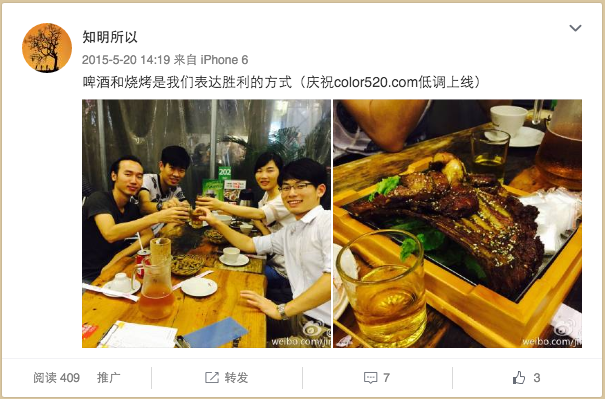 知明所以
2015-5-20 14:19 来自 iPhone 6
啤酒和烧烤是我们表达胜利的方式（庆祝color520.com低调上线）
202
weibo.com/jir
weibo.com/jir
阅读 409 推广 转发 7 3